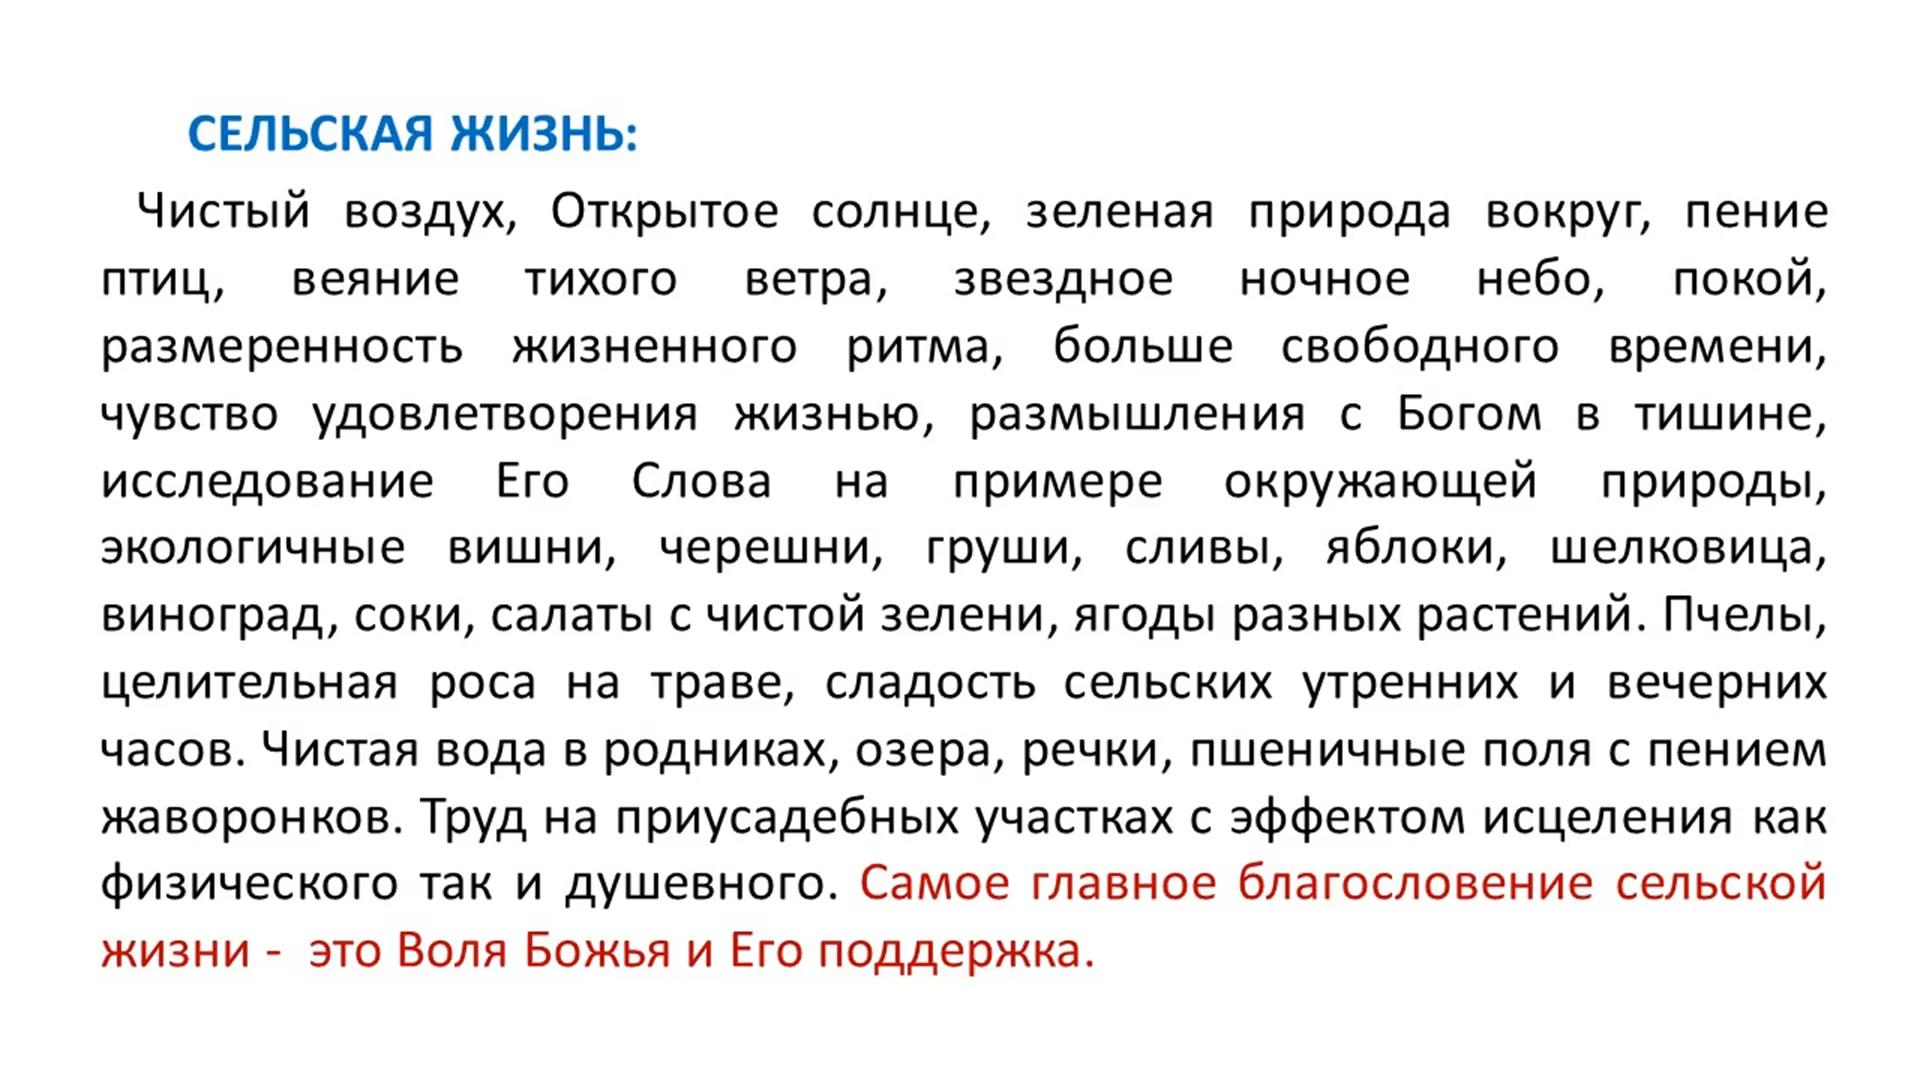 СЕЛЬСКАЯ ЖИЗНЬ:
Чистый воздух, Открытое солнце, зеленая природа вокруг, пение
птиц, веяние тихого ветра, звездное ночное небо, покой,
размеренность жизненного ритма, больше свободного времени,
чувство удовлетворения жизнью, размышления с Богом в тишине,
исследование Его Слова на примере окружающей природы,
экологичные вишни, черешни, груши, сливы, яблоки, шелковица,
виноград, соки, салаты с чистой зелени, ягоды разных растений. Пчелы,
целительная роса на траве, сладость сельских утренних и вечерних
часов. Чистая вода в родниках, озера, речки, пшеничные поля с пением
жаворонков. Труд на приусадебных участках с эффектом исцеления как
физического так и душевного. Самое главное благословение сельской
жизни - это Воля Божья и Его поддержка.